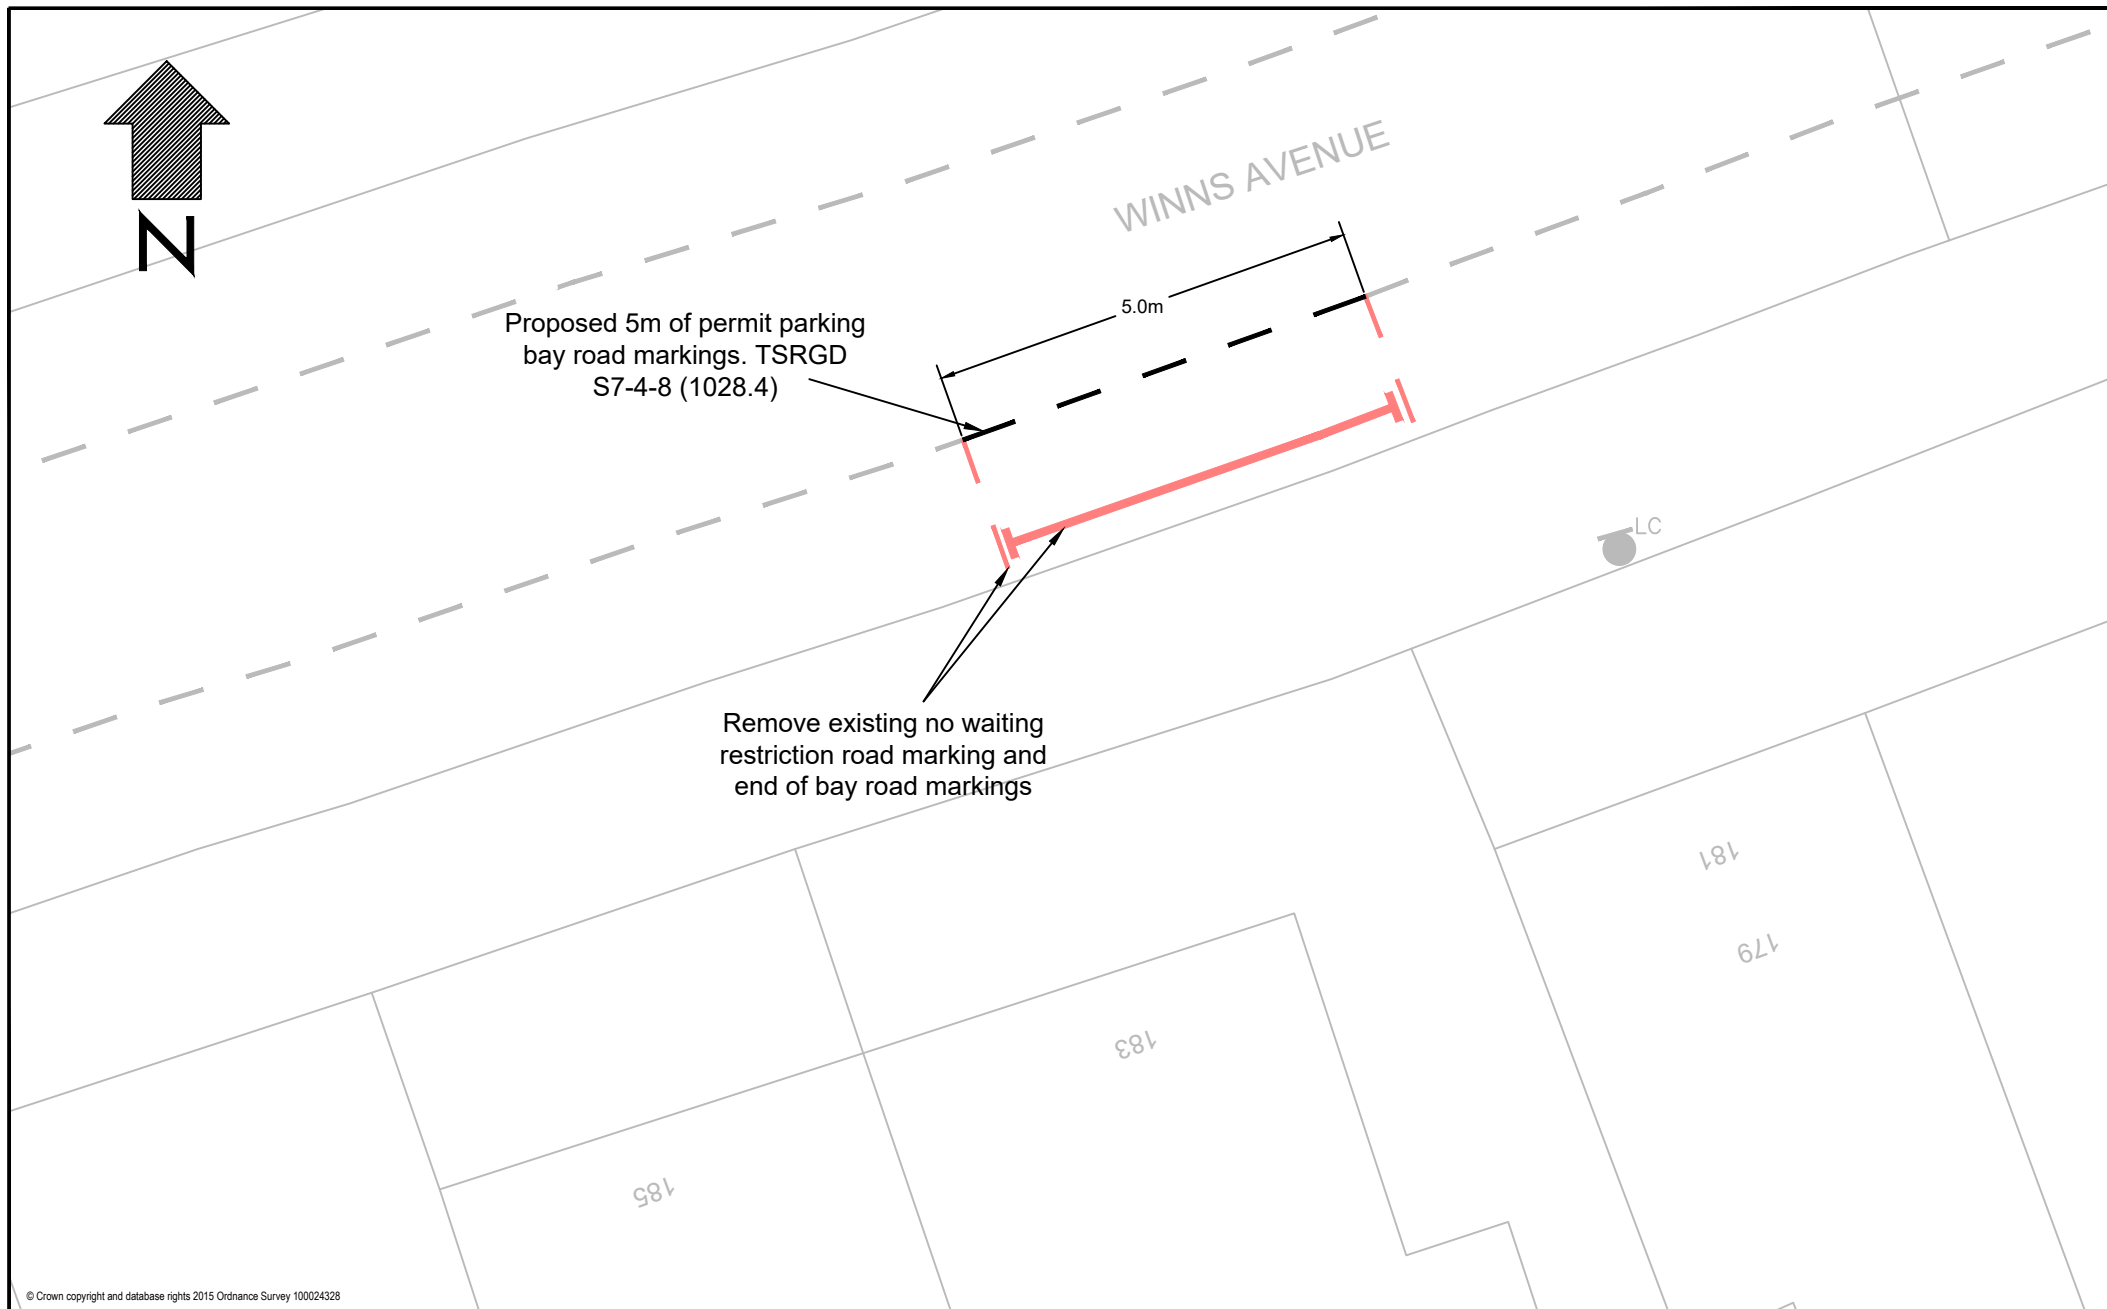 N
WINNS AVENUE
5.0m
Proposed 5m of permit parking
bay road markings. TSRGD
S7-4-8 (1028.4)
LC
Remove existing no waiting
restriction road marking and
end of bay road markings
181
179
183
185
© Crown copyright and database rights 2015 Ordnance Survey 100024328